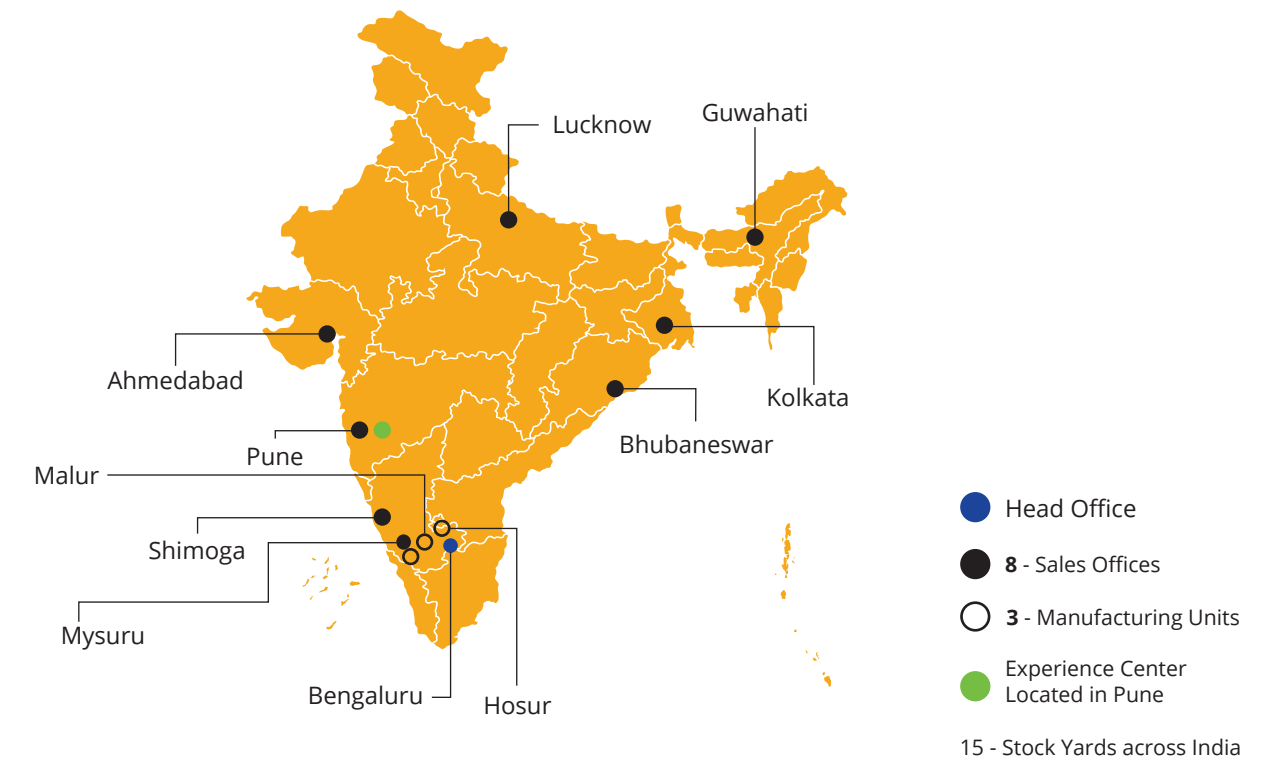 Guwahati
Lucknow
Ahmedabad
Kolkata
Bhubaneswar
Pune
Malur
Shimoga
Mysuru
Bengaluru
Hosur
Head Office
8 - Sales Offices
3 - Manufacturing Units
Experience Center
Located in Pune
15 - Stock Yards across India